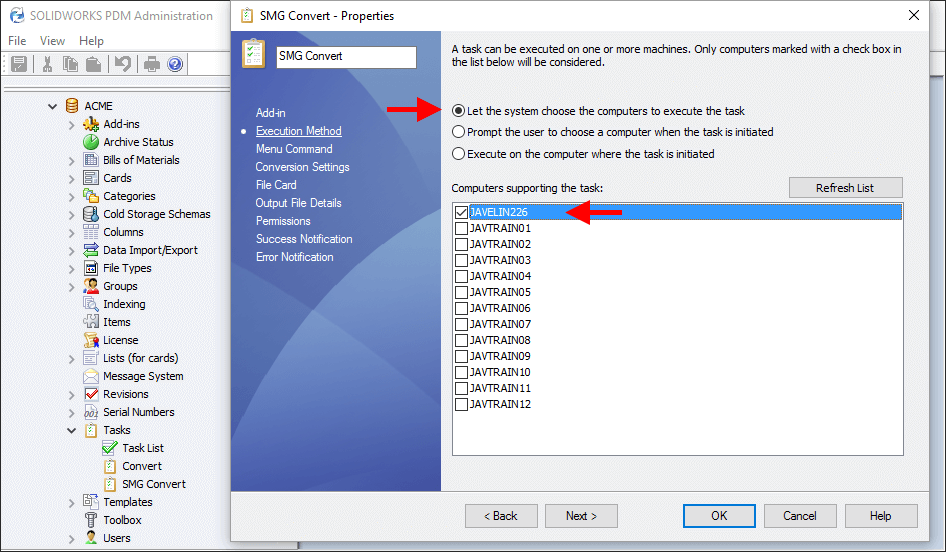 SOLIDWORKS PDM Administration
File View Help
ACME
Add-ins
Archive Status
Bills of Materials
Cards
Categories
Cold Storage Schemas
Columns
Data Import/Export
File Types
Groups
Indexing
Items
License
Lists (for cards)
Message System
Revisions
Serial Numbers
Tasks
Task List
Convert
SMG Convert
Templates
Toolbox
Users
SMG Convert - Properties
SMG Convert
Add-in
Execution Method
Menu Command
Conversion Settings
File Card
Output File Details
Permissions
Success Notification
Error Notification
A task can be executed on one or more machines. Only computers marked with a check box in
the list below will be considered.
Let the system choose the computers to execute the task
Prompt the user to choose a computer when the task is initiated
Execute on the computer where the task is initiated
Computers supporting the task:
Refresh List
JAVELIN226
JAVTRAIN01
JAVTRAIN02
JAVTRAIN03
JAVTRAIN04
JAVTRAIN05
JAVTRAIN06
JAVTRAIN07
JAVTRAIN08
JAVTRAIN09
JAVTRAIN10
JAVTRAIN11
JAVTRAIN12
< Back Next > OK Cancel Help